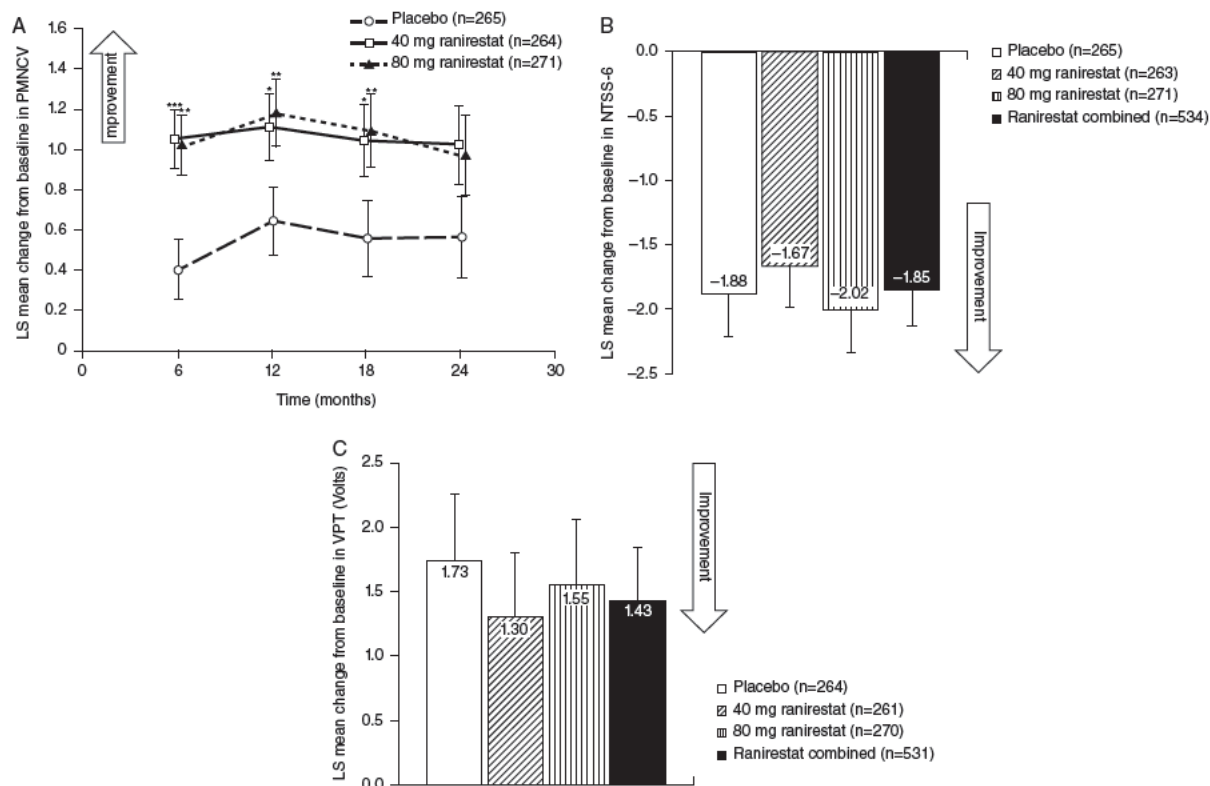 A
LS mean change from baseline in PMNCV
1.6
1.4
1.2
1.0
0.8
0.6
0.4
0.2
0
mprovement
Placebo (n=265)
40 mg ranirestat (n=264)
80 mg ranirestat (n=271)
*** **
* **
* **
0 6 12 18 24 30
Time (months)
B
LS mean change from baseline in NTSS-6
0.0
−0.5
−1.0
−1.5
−2.0
−2.5
−1.88
−1.67
−2.02
−1.85
Placebo (n=265)
40 mg ranirestat (n=263)
80 mg ranirestat (n=271)
Ranirestat combined (n=534)
Improvement
C
LS mean change from baseline in VPT (Volts)
2.5
2.0
1.5
1.0
0.5
0.0
1.73
1.30
1.55
1.43
Improvement
Placebo (n=264)
40 mg ranirestat (n=261)
80 mg ranirestat (n=270)
Ranirestat combined (n=531)